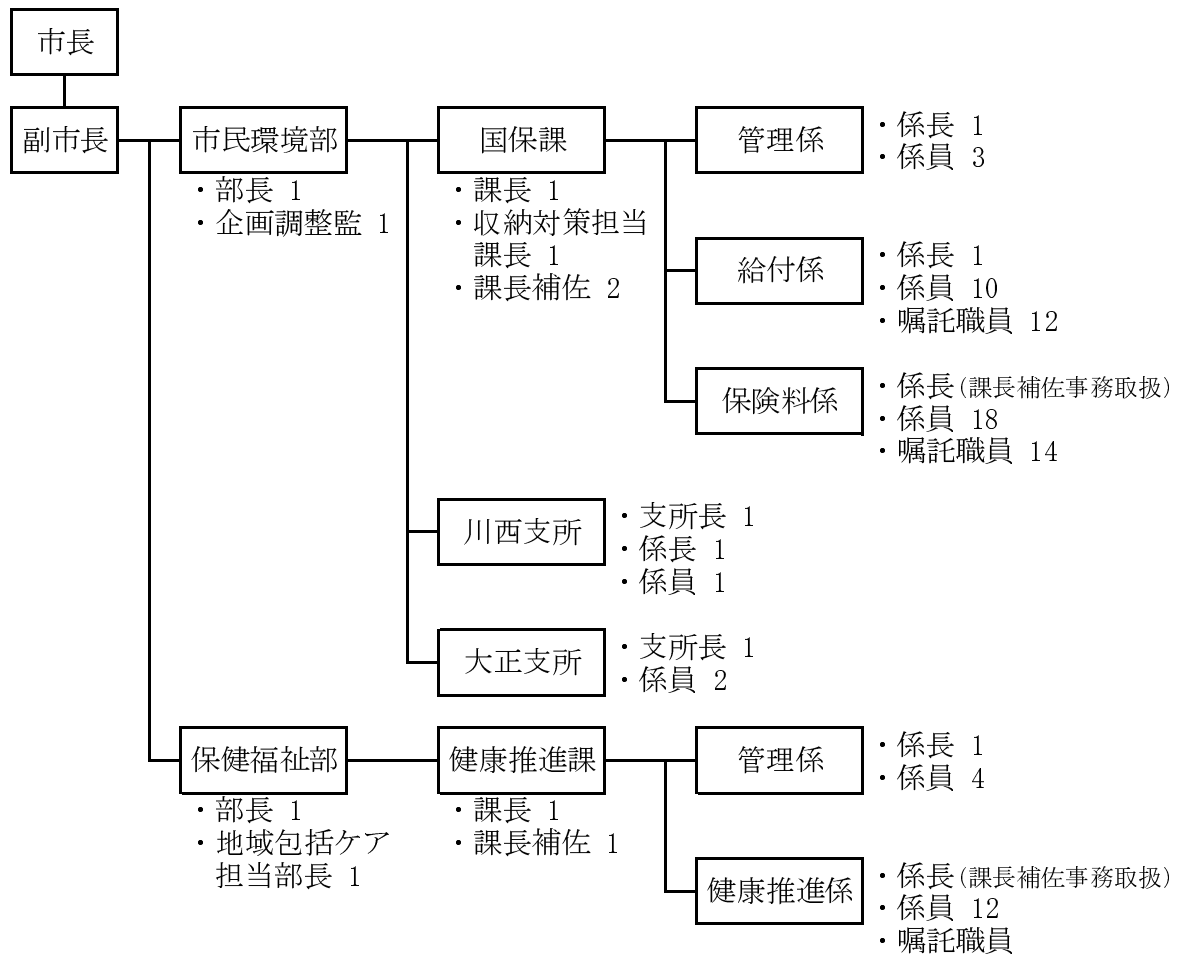 市長
副市長
市民環境部
・部長 1
・企画調整監 1
国保課
・課長 1
・収納対策担当
課長 1
・課長補佐 2
管理係
・係長 1
・係員 3
給付係
・係長 1
・係員 10
・嘱託職員 12
保険料係
・係長(課長補佐事務取扱)
・係員 18
・嘱託職員 14
川西支所
・支所長 1
・係長 1
・係員 1
大正支所
・支所長 1
・係員 2
保健福祉部
・部長 1
・地域包括ケア
担当部長 1
健康推進課
・課長 1
・課長補佐 1
管理係
・係長 1
・係員 4
健康推進係
・係長(課長補佐事務取扱)
・係員 12
・嘱託職員